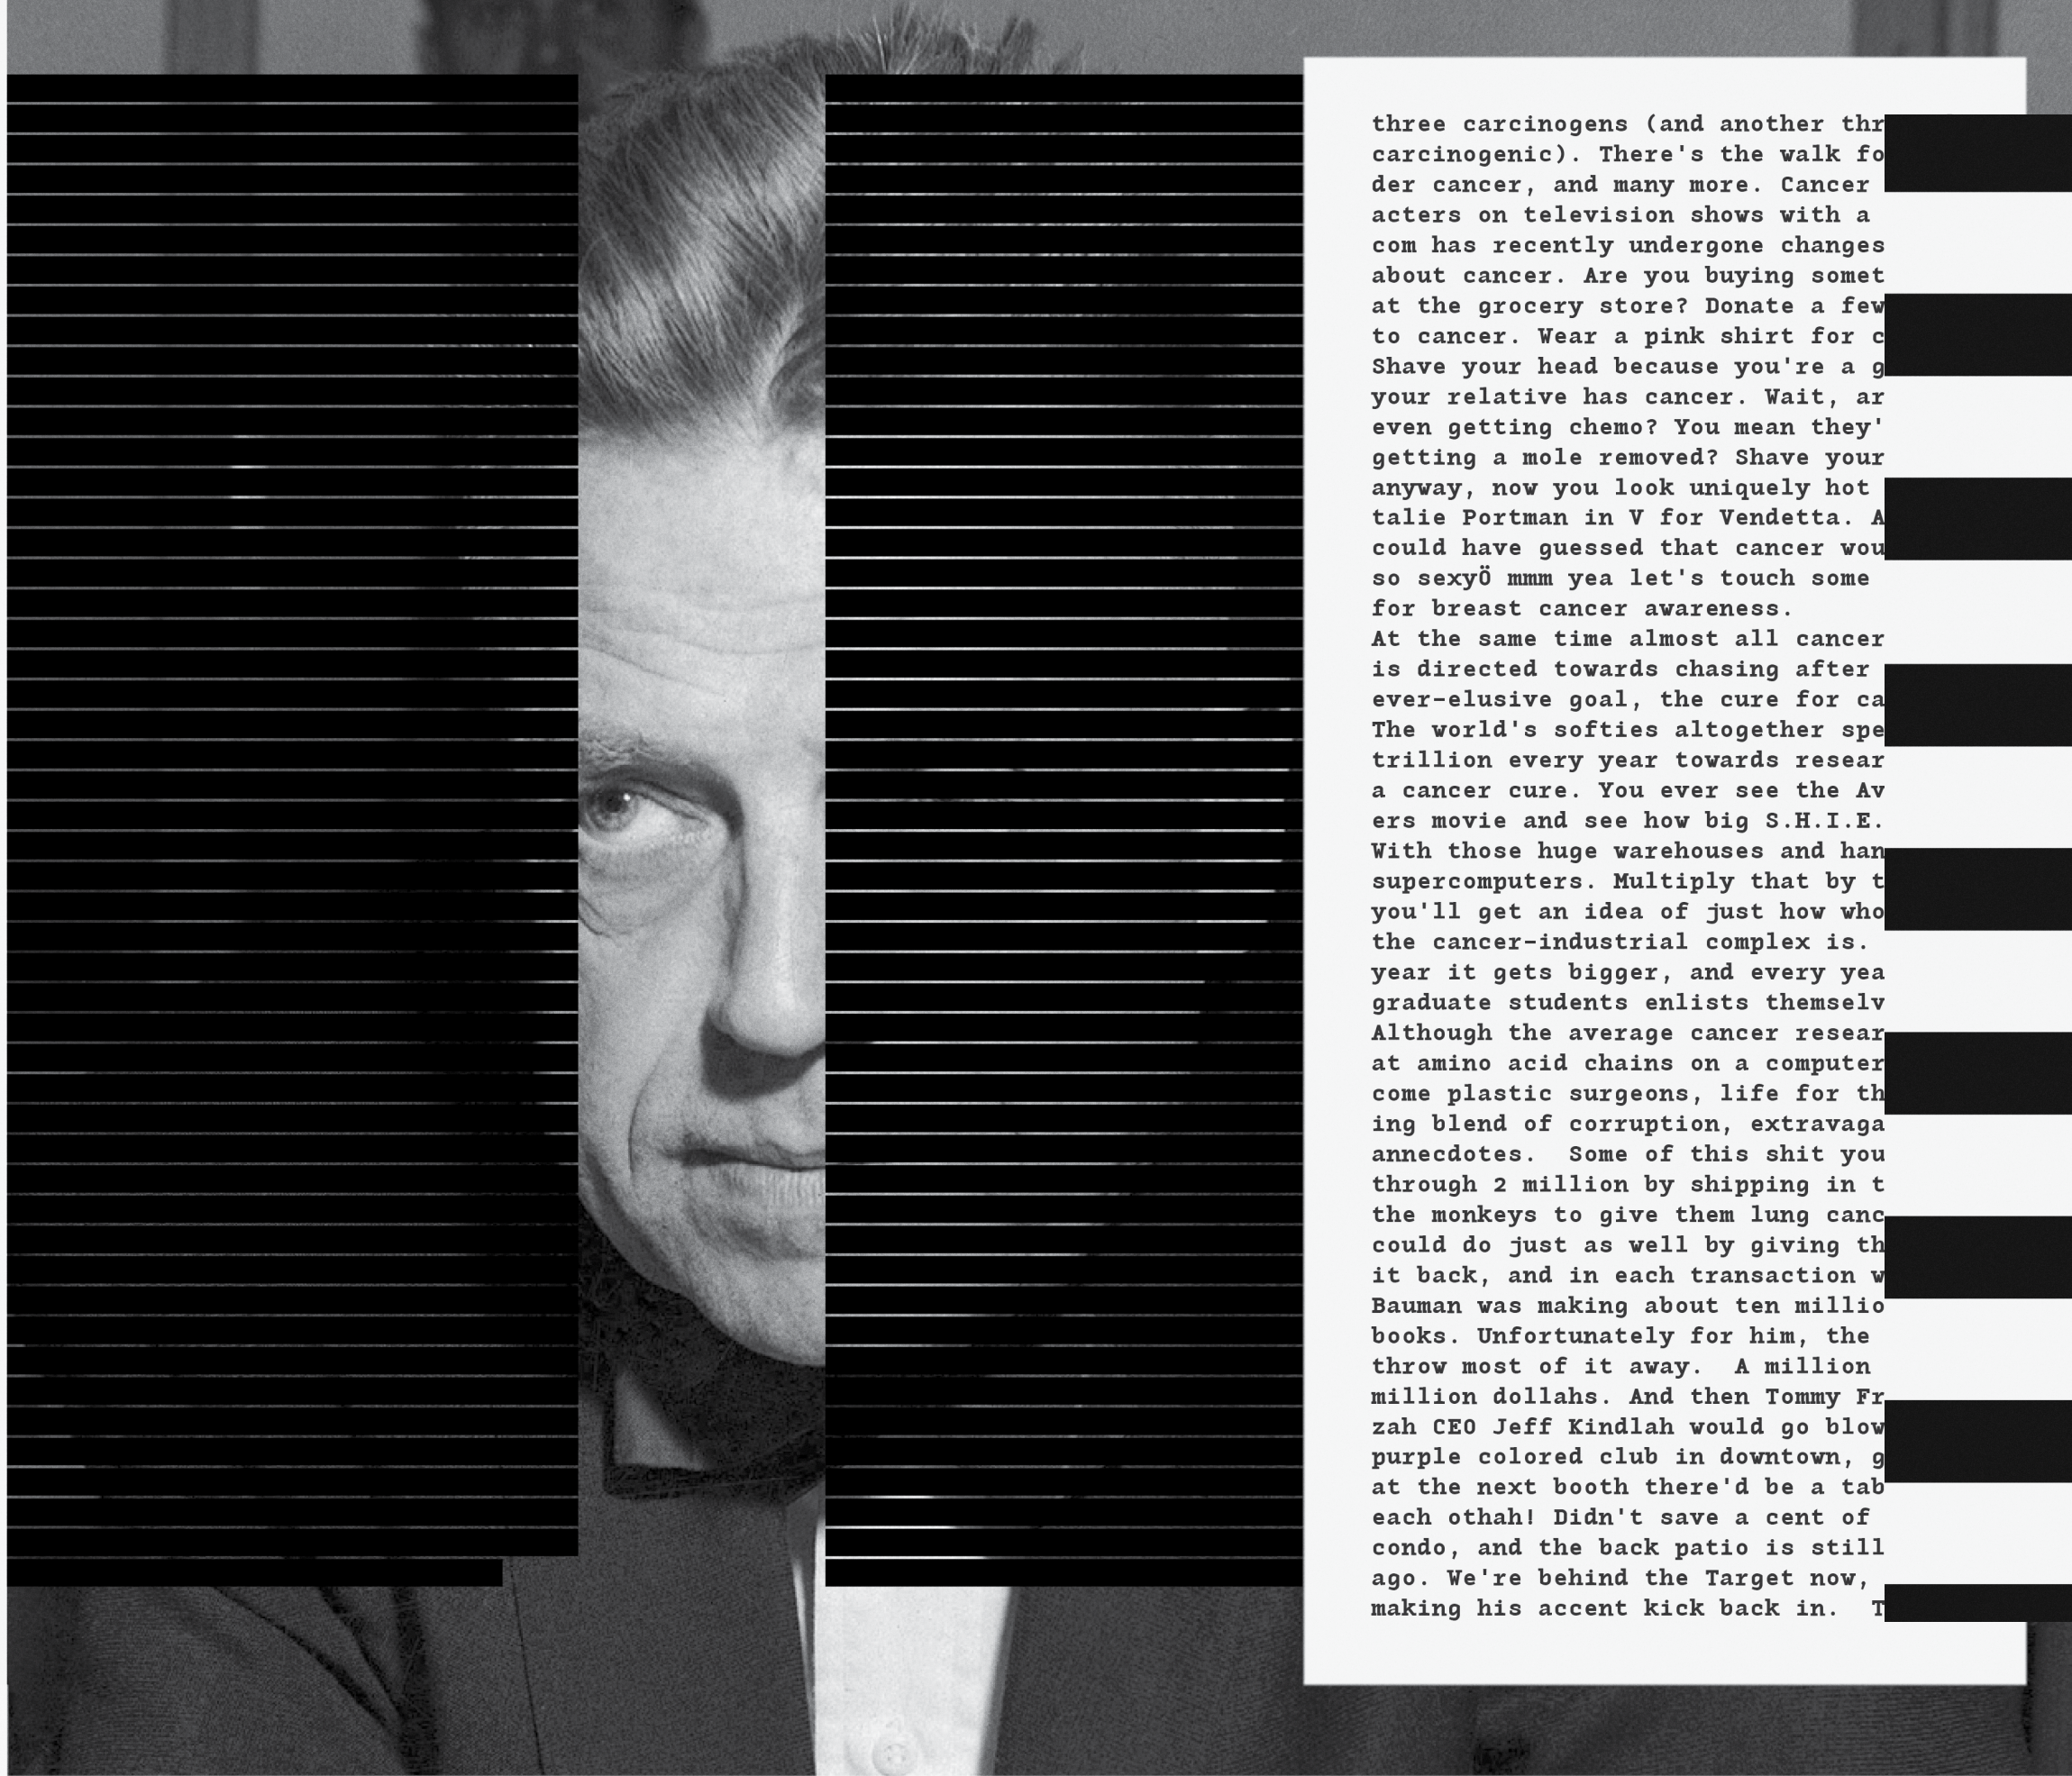 three carcinogens (and another thr
carcinogenic). There's the walk fo
der cancer, and many more. Cancer
acters on television shows with a
com has recently undergone changes
about cancer. Are you buying somet
at the grocery store? Donate a few
to cancer. Wear a pink shirt for c
Shave your head because you're a g
your relative has cancer. Wait, ar
even getting chemo? You mean they'
getting a mole removed? Shave your
anyway, now you look uniquely hot
talie Portman in V for Vendetta. A
could have guessed that cancer wou
so sexyÖ mmm yea let's touch some
for breast cancer awareness.
At the same time almost all cancer
is directed towards chasing after
ever-elusive goal, the cure for ca
The world's softies altogether spe
trillion every year towards resear
a cancer cure. You ever see the Av
ers movie and see how big S.H.I.E.
With those huge warehouses and han
supercomputers. Multiply that by t
you'll get an idea of just how who
the cancer-industrial complex is.
year it gets bigger, and every yea
graduate students enlists themselv
Although the average cancer resear
at amino acid chains on a computer
come plastic surgeons, life for th
ing blend of corruption, extravaga
annecdotes.  Some of this shit you
through 2 million by shipping in t
the monkeys to give them lung canc
could do just as well by giving th
it back, and in each transaction w
Bauman was making about ten millio
books. Unfortunately for him, the
throw most of it away.  A million
million dollahs. And then Tommy Fr
zah CEO Jeff Kindlah would go blow
purple colored club in downtown, g
at the next booth there'd be a tab
each othah! Didn't save a cent of
condo, and the back patio is still
ago. We're behind the Target now,
making his accent kick back in.  T